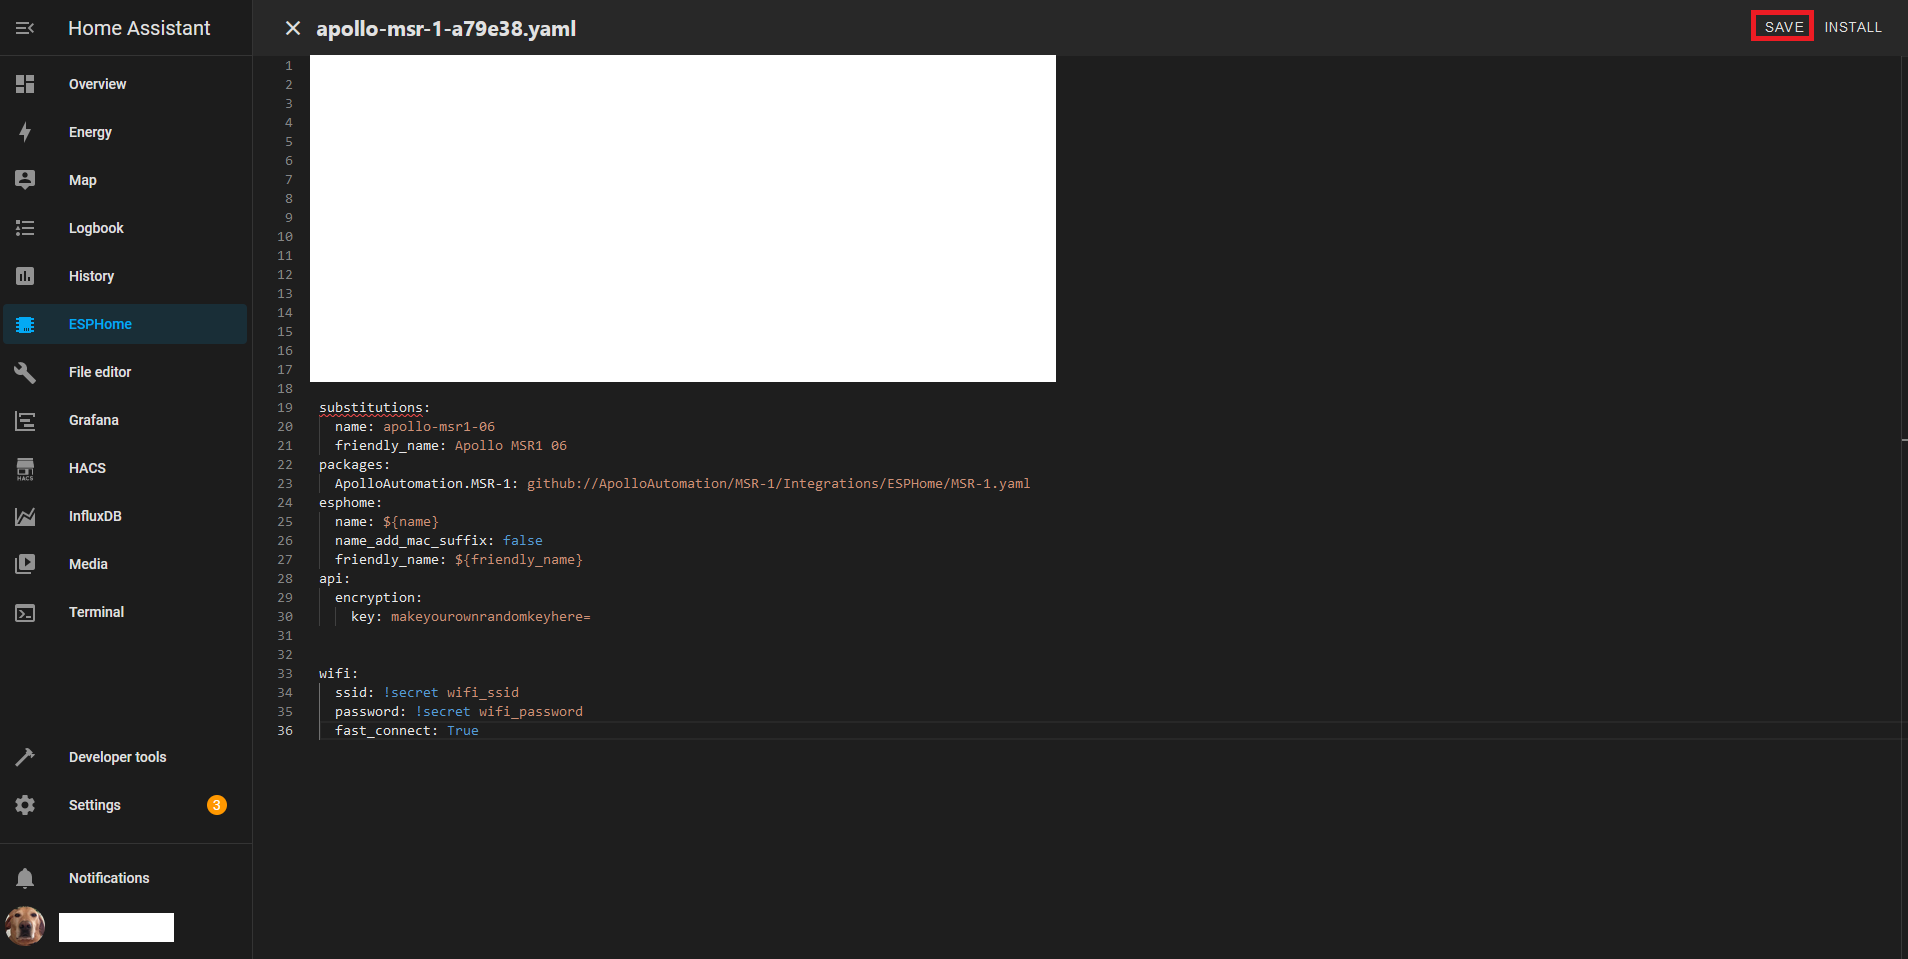 Home Assistant
Overview
Energy
Map
Logbook
History
ESPHome
File editor
Grafana
HACS
HACS
InfluxDB
Media
Terminal
Developer tools
Settings
3
Notifications
apollo-msr-1-a79e38.yaml
SAVE
INSTALL
1
2
3
4
5
6
7
8
9
10
11
12
13
14
15
16
17
18
19 substitutions:
20 name: apollo-msr1-06
21 friendly_name: Apollo MSR1 06
22 packages:
23 ApolloAutomation.MSR-1: github://ApolloAutomation/MSR-1/Integrations/ESPHome/MSR-1.yaml
24 esphome:
25 name: ${name}
26 name_add_mac_suffix: false
27 friendly_name: ${friendly_name}
28 api:
29 encryption:
30 key: makeyourownrandomkeyhere=
31
32
33 wifi:
34 ssid: !secret wifi_ssid
35 password: !secret wifi_password
36 fast_connect: True